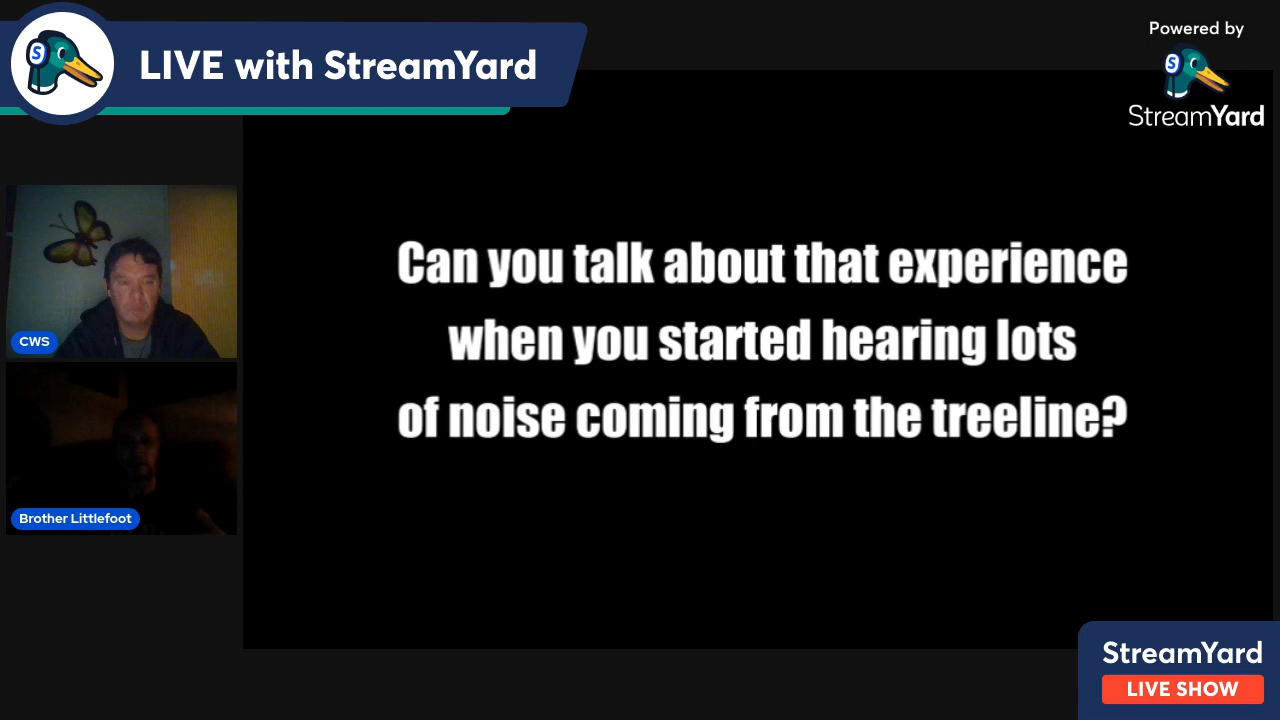 S
LIVE with StreamYard
Powered by
S
StreamYard
Can you talk about that experience
when you started hearing lots
of noise coming from the treeline?
CWS
Brother Littlefoot
StreamYard
LIVE SHOW